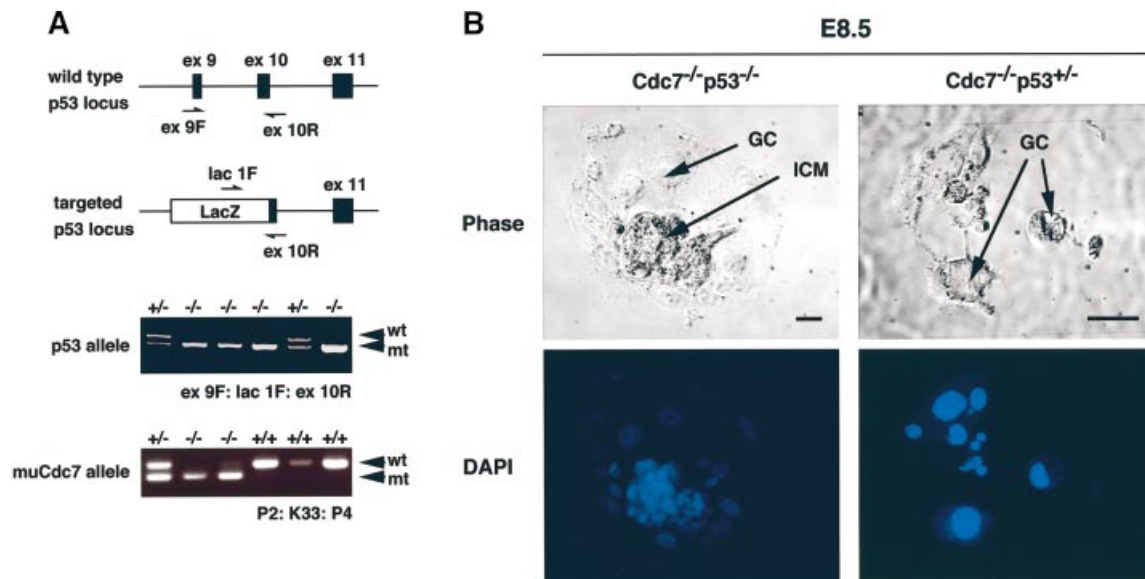 A
ex 9 ex 10 ex 11
wild type
p53 locus
ex 9F ex 10R
lac 1F
ex 11
targeted
p53 locus
LacZ
ex 10R
+/- -/- -/- -/- +/- -/-
p53 allele
wt
mt
ex 9F: lac 1F: ex 10R
+/- -/- -/- +/+ +/+ +/+
muCdc7 allele
wt
mt
P2: K33: P4
B
E8.5
Cdc7-/-p53-/- Cdc7-/-p53+/-
Phase
GC
ICM
GC
DAPI